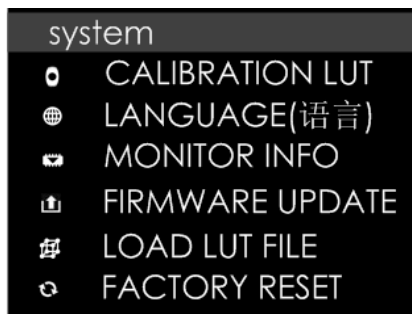 system
CALIBRATION LUT
LANGUAGE(语言)
MONITOR INFO
FIRMWARE UPDATE
LOAD LUT FILE
FACTORY RESET